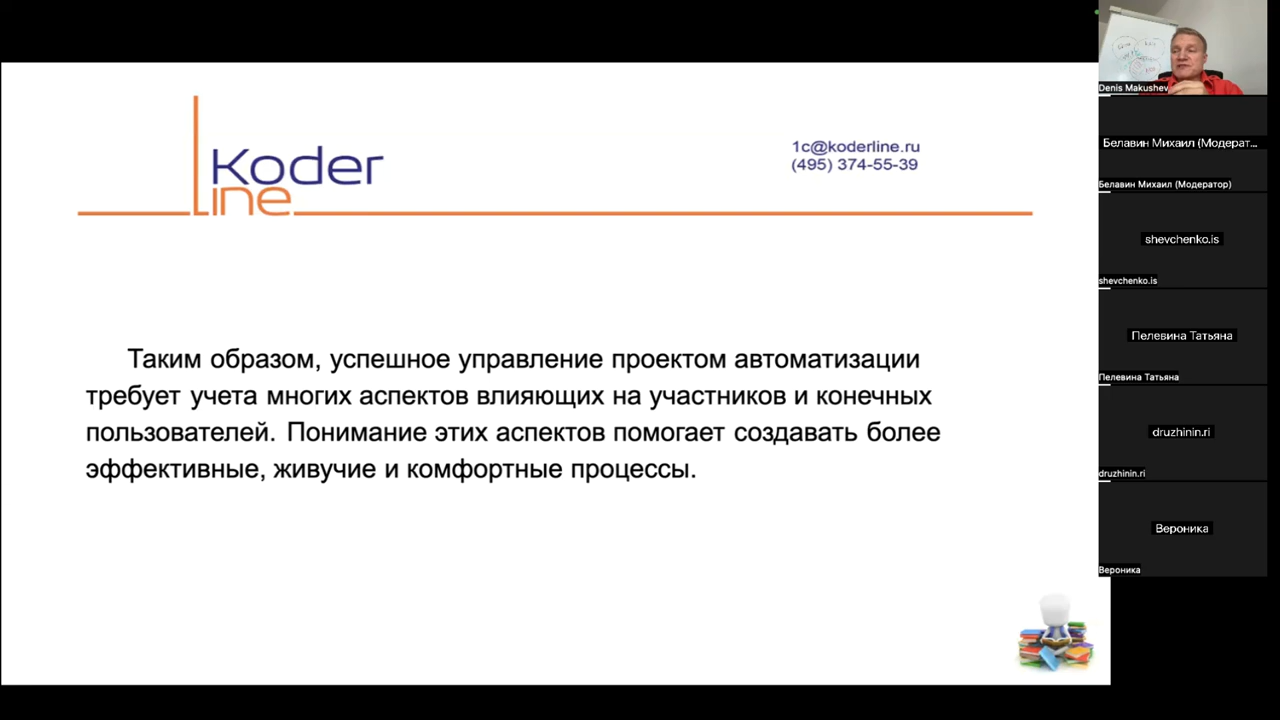 Koder
line
1c@koderline.ru
(495) 374-55-39
Таким образом, успешное управление проектом автоматизации
требует учета многих аспектов влияющих на участников и конечных
пользователей. Понимание этих аспектов помогает создавать более
эффективные, живучие и комфортные процессы.
Denis Makushev
Белавин Михаил (Модерат...
Белавин Михаил (Модератор)
shevchenko.is
shevchenko.is
Пелевина Татьяна
Пелевина Татьяна
druzhinin.ri
druzhinin.ri
Вероника
Вероника